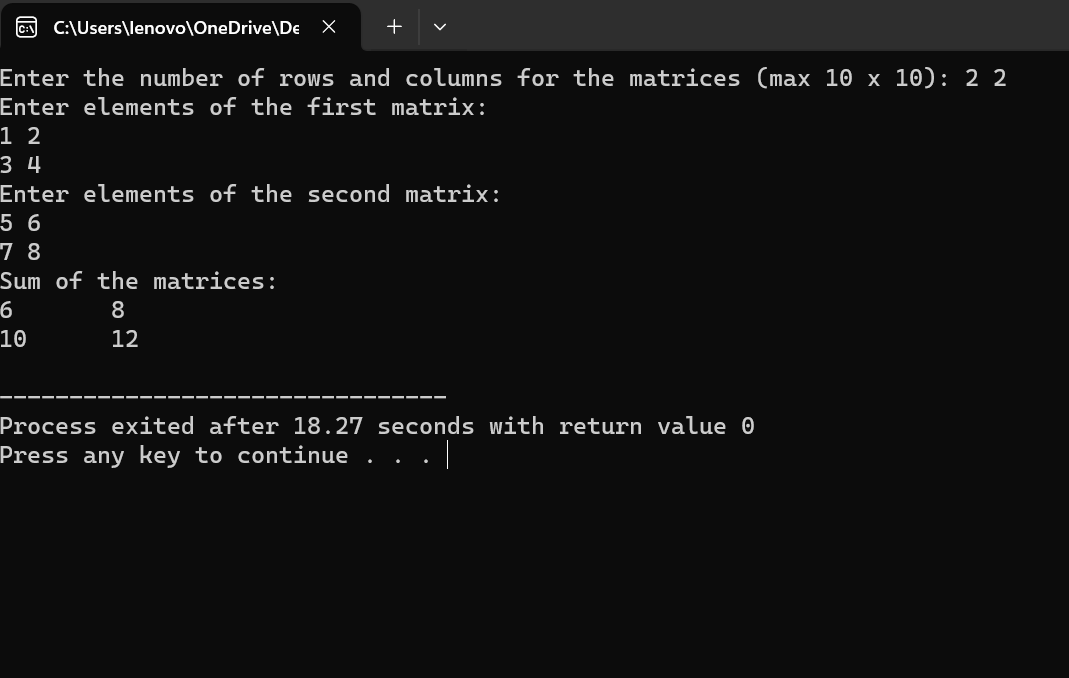 C:\Users\lenovo\OneDrive\De
Enter the number of rows and columns for the matrices (max 10 x 10): 2 2
Enter elements of the first matrix:
1 2
3 4
Enter elements of the second matrix:
5 6
7 8
Sum of the matrices:
6       8
10      12

--------------------------------
Process exited after 18.27 seconds with return value 0
Press any key to continue . . .